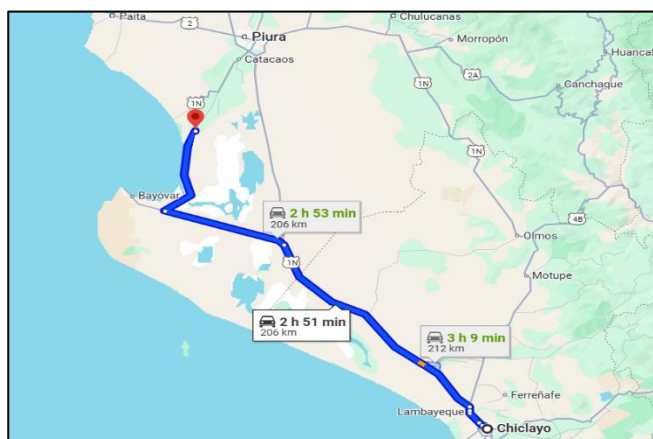 Paita
2
Piura
Catacaos
Chulucanas
Morropón
Huancab
1N
2A
Canchaque
1N
1N
Bayóvar
2 h 53 min
206 km
4B
Olmos
1N
Motupe
2 h 51 min
206 km
3 h 9 min
212 km
Ferreñafe
Lambayeque
Chiclayo